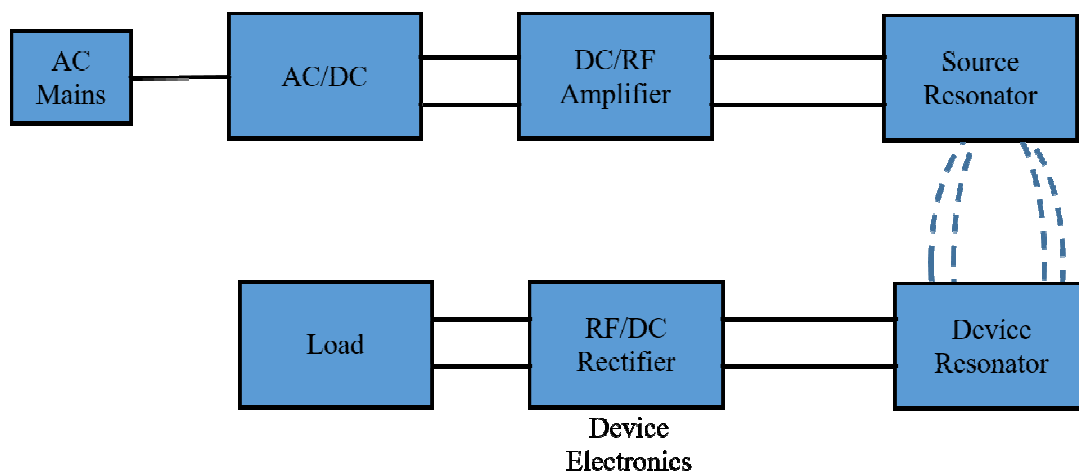 AC
Mains
AC/DC
DC/RF
Amplifier
Source
Resonator
Load
RF/DC
Rectifier
Device
Resonator
Device
Electronics